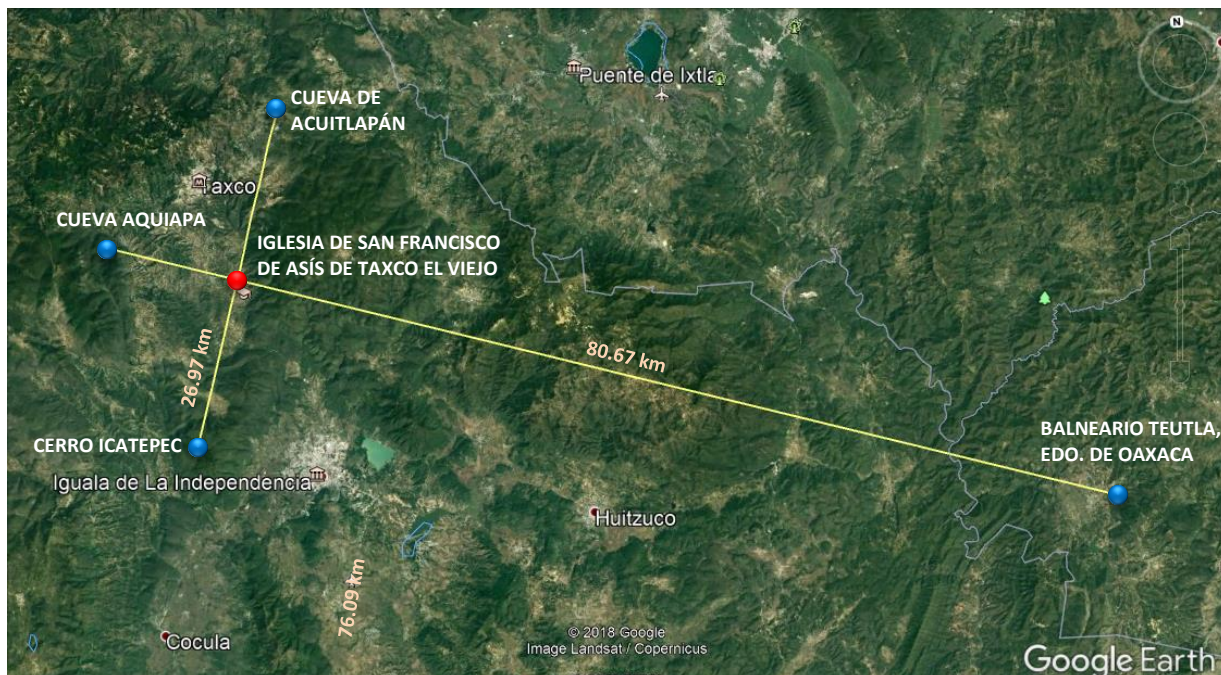 N
Puente de Ixtla
CUEVA DE
ACUITLAPÁN
Taxco
CUEVA AQUIAPA
IGLESIA DE SAN FRANCISCO
DE ASÍS DE TAXCO EL VIEJO
26.97 km
80.67 km
CERRO ICATEPEC
BALNEARIO TEUTLA,
EDO. DE OAXACA
Iguala de La Independencia
Huitzuco
76.09 km
Cocula
© 2018 Google
Image Landsat / Copernicus
Google Earth